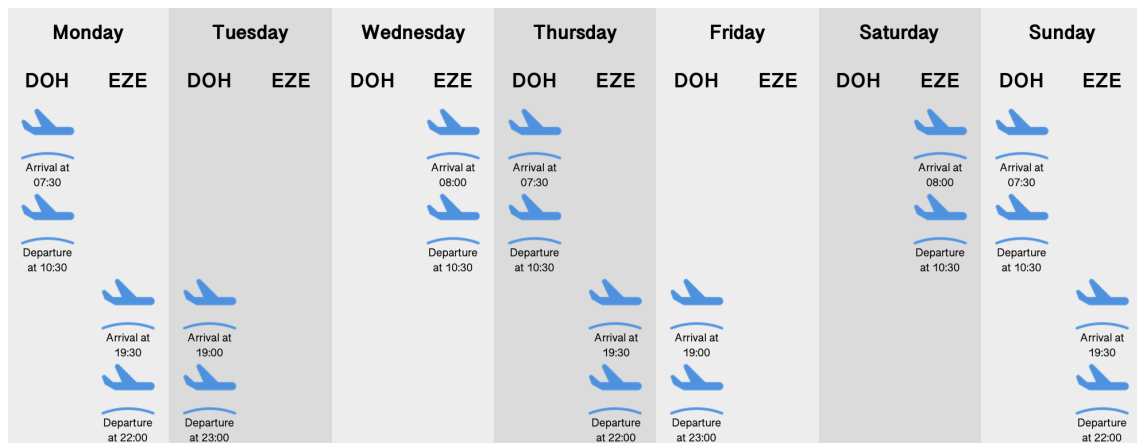 Monday Tuesday Wednesday Thursday Friday Saturday Sunday
DOH EZE DOH EZE DOH EZE DOH EZE DOH EZE DOH EZE DOH EZE
Arrival at Arrival at Arrival at Arrival at Arrival at
07:30 08:00 07:30 08:00 07:30
Departure Departure Departure Departure Departure
at 10:30 at 10:30 at 10:30 at 10:30 at 10:30
Arrival at Arrival at Arrival at Arrival at Arrival at
19:30 19:00 19:30 19:00 19:30
Departure Departure Departure Departure Departure
at 22:00 at 23:00 at 22:00 at 23:00 at 22:00